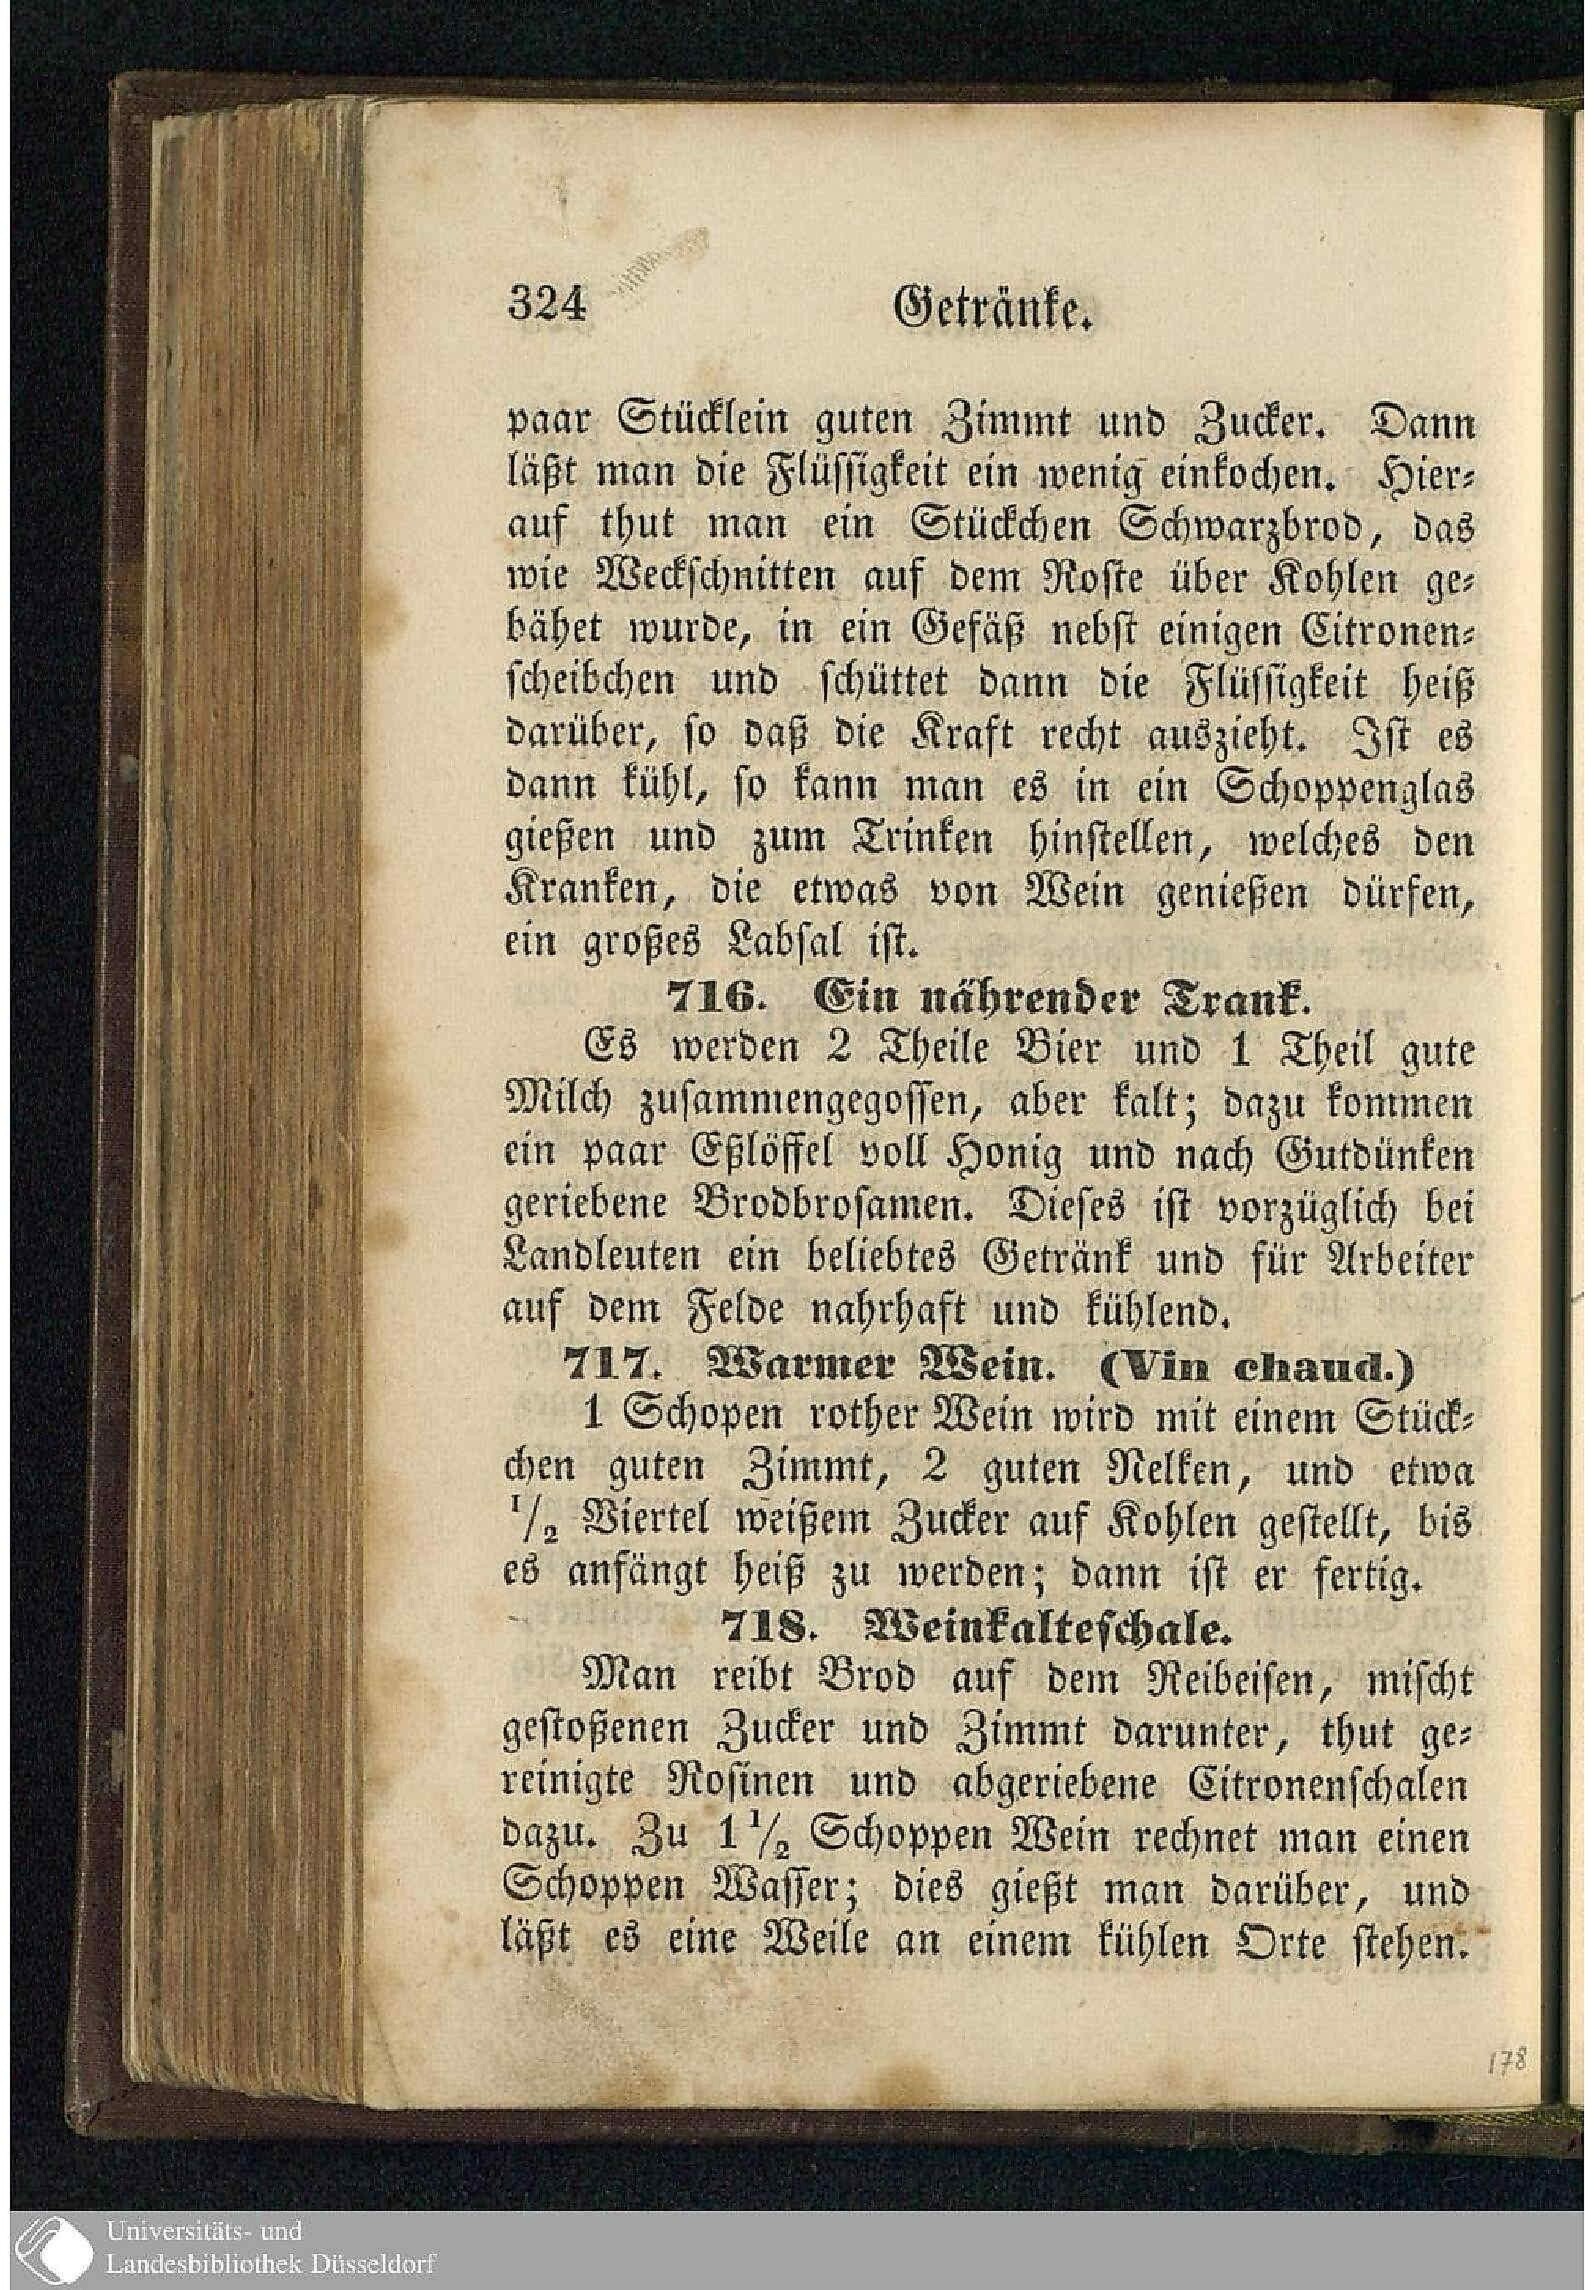 324
Getränke.
paar Stücklein guten Zimmt und Zucker. Dann
läßt man die Flüssigkeit ein wenig einkochen. Hier-
auf thut man ein Stückchen Schwarzbrod, das
wie Weckschnitten auf dem Roste über Kohlen ge-
bähet wurde, in ein Gefäß nebst einigen Citronen-
scheibchen und schüttet dann die Flüssigkeit heiß
darüber, so daß die Kraft recht auszieht. Ist es
dann kühl, so kann man es in ein Schoppenglas
gießen und zum Trinken hinstellen, welches den
Kranken, die etwas von Wein genießen dürfen,
ein großes Labsal ist.
716. Ein nährender Trank.
Es werden 2 Theile Bier und 1 Theil gute
Milch zusammengegossen, aber kalt; dazu kommen
ein paar Eßlöffel voll Honig und nach Gutdünken
geriebene Brodbrosamen. Dieses ist vorzüglich bei
Landleuten ein beliebtes Getränk und für Arbeiter
auf dem Felde nahrhaft und kühlend.
717. Warmer Wein. (Vin chaud.)
1 Schopen rother Wein wird mit einem Stück-
chen guten Zimmt, 2 guten Nelken, und etwa
1/2 Viertel weißem Zucker auf Kohlen gestellt, bis
es anfängt heiß zu werden; dann ist er fertig.
718. Weinkalteschale.
Man reibt Brod auf dem Reibeisen, mischt
gestoßenen Zucker und Zimmt darunter, thut ge-
reinigte Rosinen und abgeriebene Citronenschalen
dazu. Zu 1 1/2 Schoppen Wein rechnet man einen
Schoppen Wasser; dies gießt man darüber, und
läßt es eine Weile an einem kühlen Orte stehen.
178
Universitäts- und
Landesbibliothek Düsseldorf